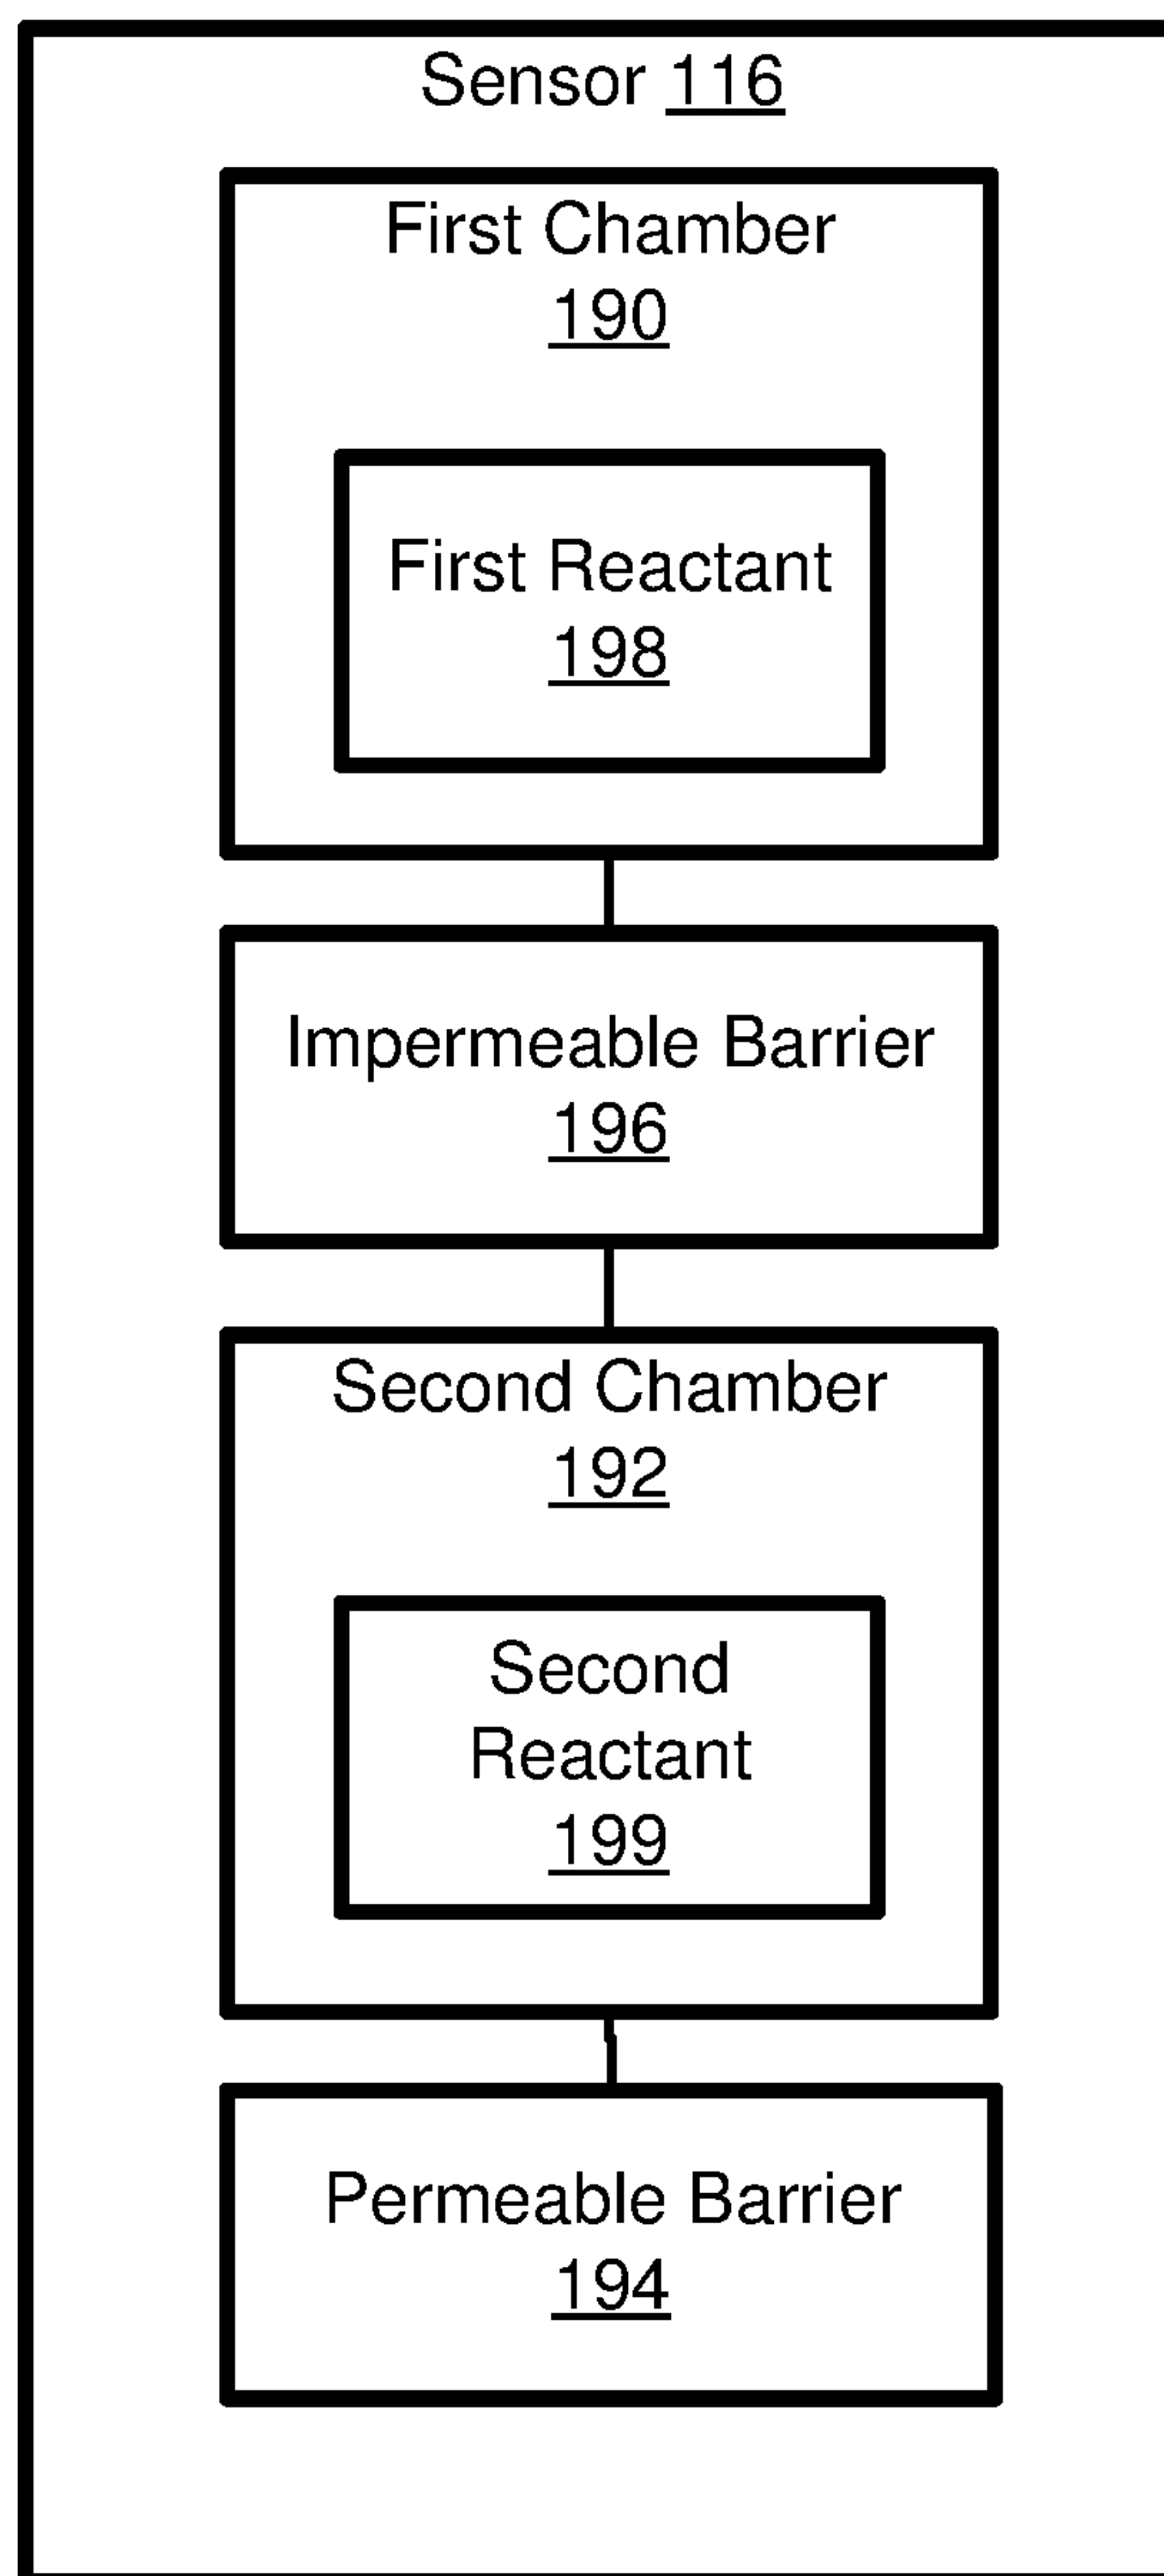 Sensor 116
First Chamber
190
First Reactant
198
Impermeable Barrier
196
Second Chamber
192
Second
Reactant
199
Permeable Barrier
194